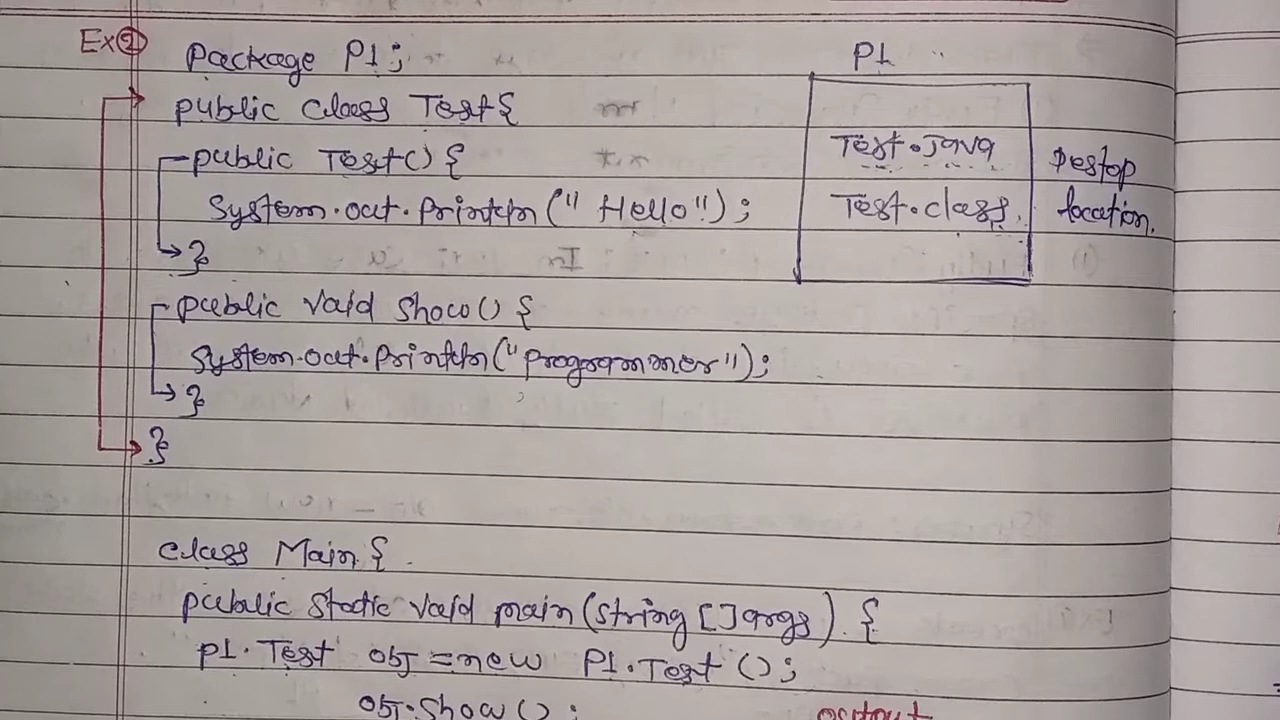 Ex②
Package P1;
public class Test{
public Test() {
System.out.Println("Hello");
}
public void Show() {
System.out.Println("Programmer");
}
}
P1
Test.Java
Test.class
Destop
location.
class Main {
public static void main(String []args) {
P1.Test obj = new P1.Test();
obj.Show();
output